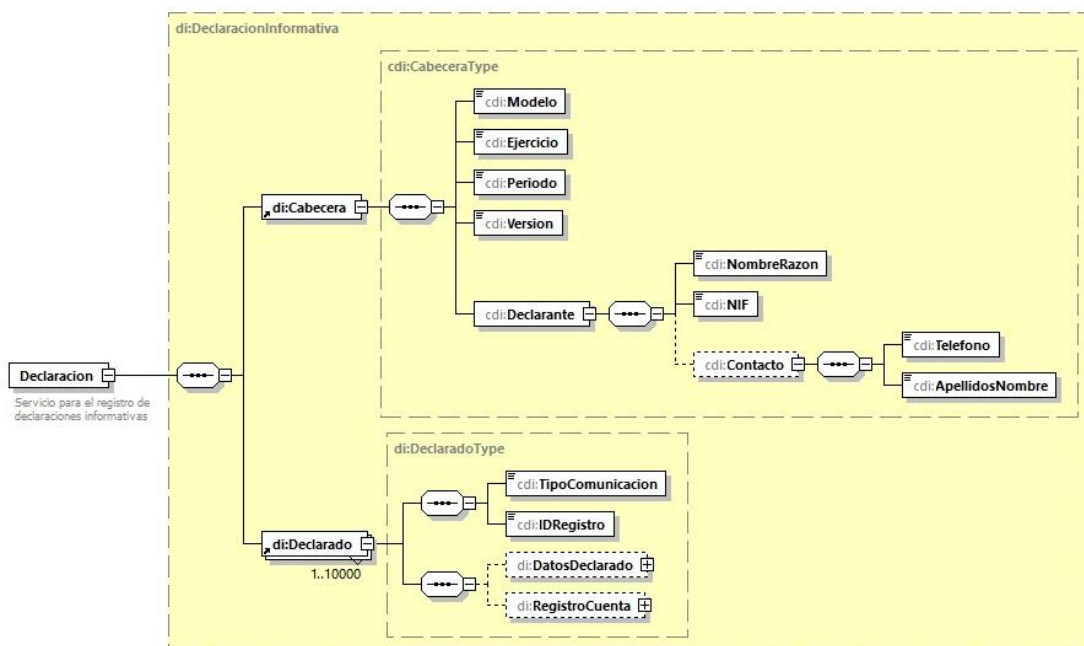 di:DeclaracionInformativa
cdi:CabeceraType
cdi:Modelo
cdi:Ejercicio
cdi:Periodo
di:Cabecera
cdi:Version
cdi:NombreRazon
cdi:NIF
cdi:Declarante
cdi:Telefono
cdi:Contacto
cdi:ApellidosNombre
Declaracion
Servicio para el registro de
declaraciones informativas
di:DeclaradoType
cdi:TipoComunicacion
cdi:IDRegistro
di:Declarado
1..10000
di:DatosDeclarado
di:RegistroCuenta